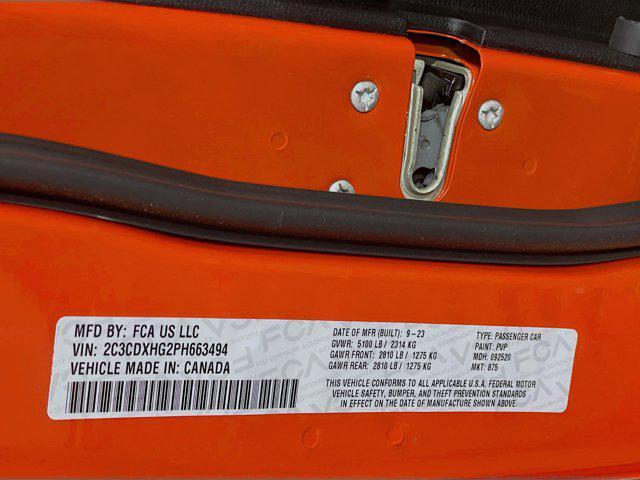 MFD BY: FCA US LLC
VIN: 2C3CDXHG2PH663494
VEHICLE MADE IN: CANADA
DATE OF MFR (BUILT): 9-23
GVWR: 5100 LB / 2314 KG
GAWR FRONT: 2810 LB / 1275 KG
GAWR REAR: 2810 LB / 1275 KG
TYPE: PASSENGER CAR
PAINT: PVP
MDH: 092520
MKT: 875
THIS VEHICLE CONFORMS TO ALL APPLICABLE U.S.A. FEDERAL MOTOR
VEHICLE SAFETY, BUMPER, AND THEFT PREVENTION STANDARDS
IN EFFECT ON THE DATE OF MANUFACTURE SHOWN ABOVE.